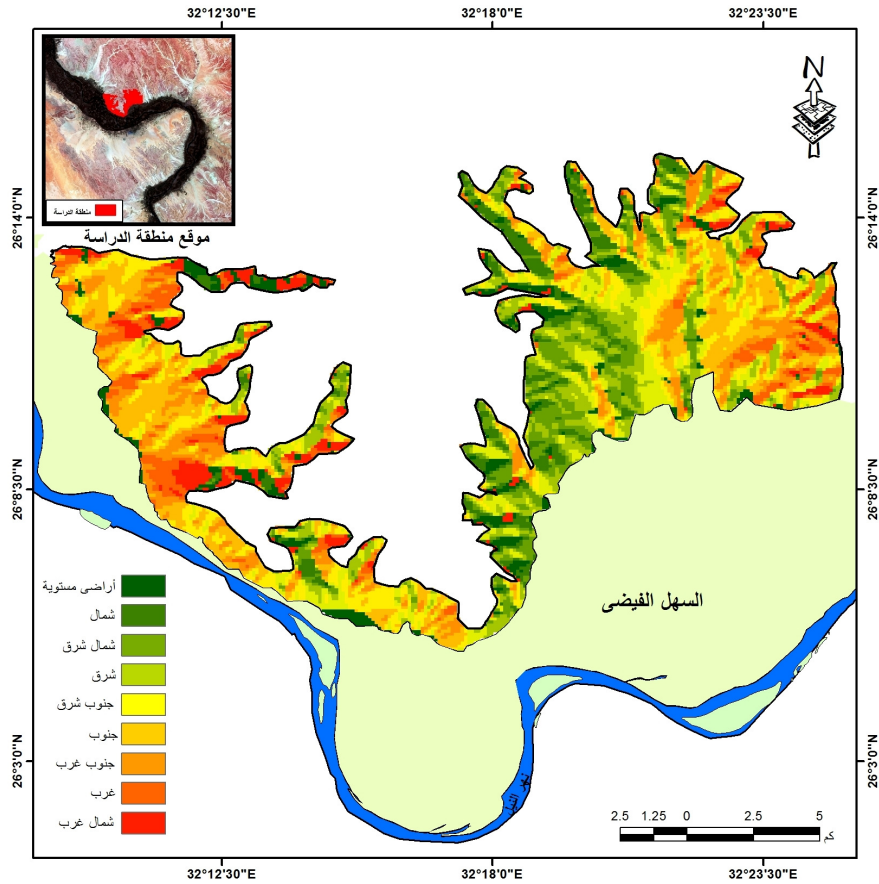 32°12'30"E 32°18'0"E 32°23'30"E
N
منطقة الدراسة
موقع منطقة الدراسة
26°14'0"N 26°14'0"N
26°8'30"N 26°8'30"N
السهل الفيضى
أراضى مستوية
شمال
شمال شرق
شرق
جنوب شرق
جنوب
جنوب غرب
غرب
شمال غرب
26°3'0"N 26°3'0"N
نهر النيل
2.5 1.25 0 2.5 5
كم
32°12'30"E 32°18'0"E 32°23'30"E